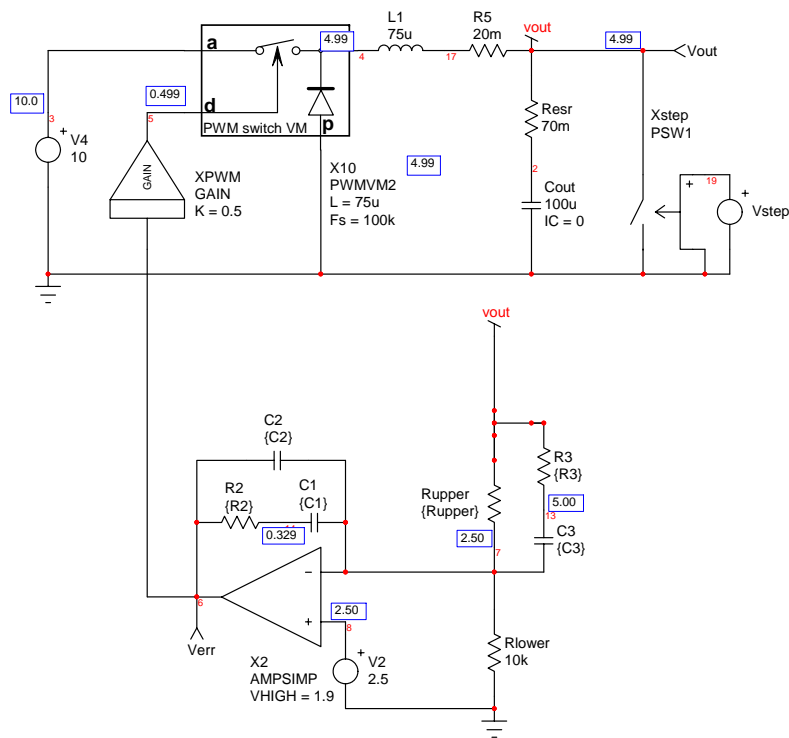 a
4.99
L1
75u
R5
20m
vout
4.99
Vout
4
17
10.0
3
0.499
5
d
PWM switch VM
p
+
V4
10
GAIN
XPWM
GAIN
K = 0.5
4.99
X10
PWMVM2
L = 75u
Fs = 100k
Resr
70m
2
Cout
100u
IC = 0
Xstep
PSW1
+
19
+
Vstep
vout
C2
{C2}
R2
{R2}
C1
{C1}
0.329
Rupper
{Rupper}
2.50
7
R3
{R3}
5.00
13
C3
{C3}
−
+
2.50
8
6
Verr
X2
AMPSIMP
VHIGH = 1.9
+
V2
2.5
Rlower
10k